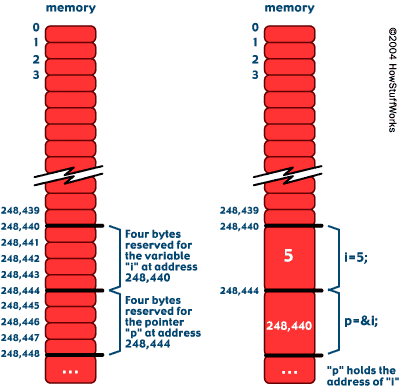 memory
0
1
2
3
248,439
248,440
248,441
248,442
248,443
248,444
248,445
248,446
248,447
248,448
...
Four bytes
reserved for
the variable
"i" at address
248,440
Four bytes
reserved for
the pointer
"p" at address
248,444
memory
0
1
2
3
248,439
248,440
5
i=5;
248,444
248,440
p=&i;
...
"p" holds the
address of "i"
©2004 HowStuffWorks